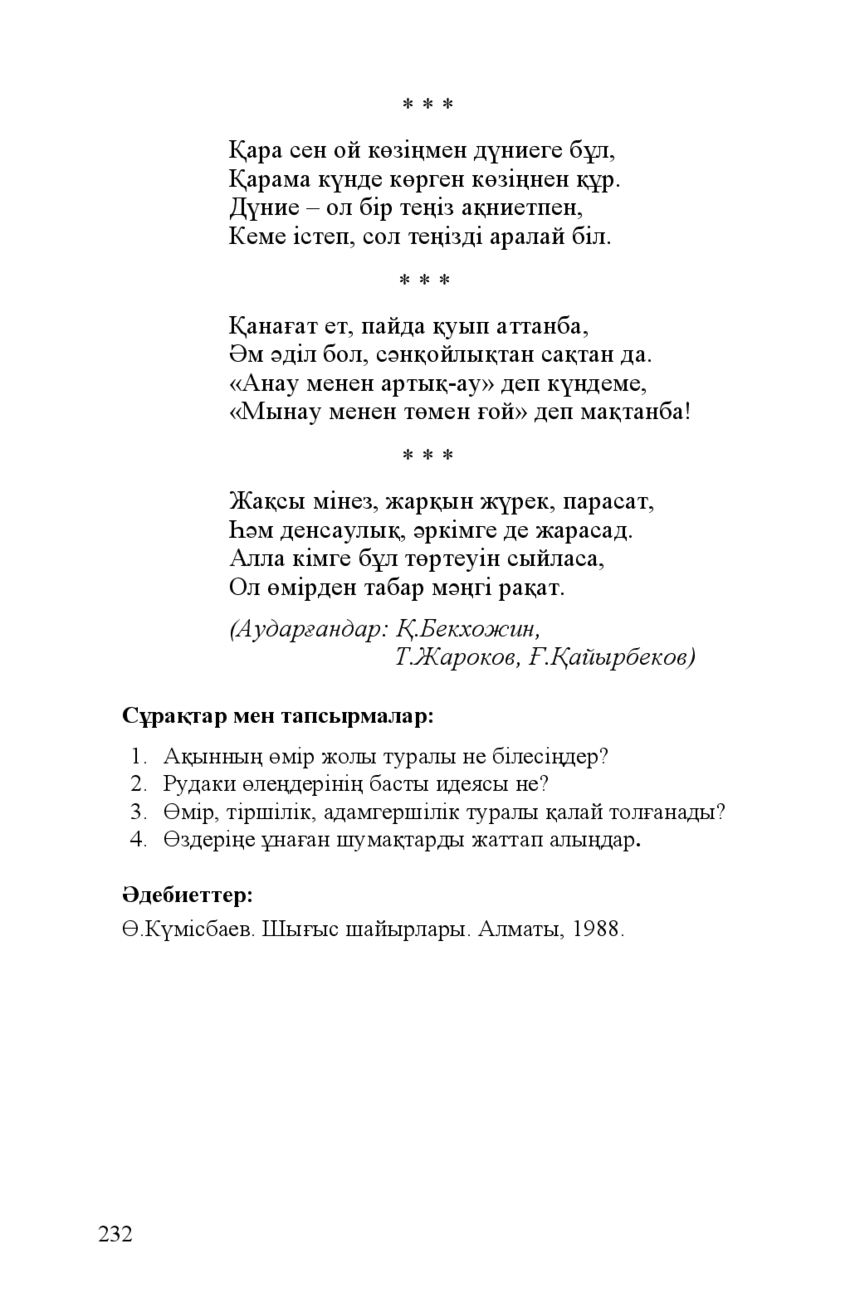 * * *
Қара сен ой көзіңмен дүниеге бұл,
Қарама күнде көрген көзіңнен құр.
Дүние – ол бір теңіз ақниетпен,
Кеме істеп, сол теңізді аралай біл.
* * *
Қанағат ет, пайда қуып аттанба,
Әм әділ бол, сәнқойлықтан сақтан да.
«Анау менен артық-ау» деп күндеме,
«Мынау менен төмен ғой» деп мақтанба!
* * *
Жақсы мінез, жарқын жүрек, парасат,
Һәм денсаулық, әркімге де жарасад.
Алла кімге бұл төртеуін сыйласа,
Ол өмірден табар мәңгі рақат.
(Аударғандар: Қ.Бекхожин,
Т.Жароков, Ғ.Қайырбеков)
Сұрақтар мен тапсырмалар:
1. Ақынның өмір жолы туралы не білесіңдер?
2. Рудаки өлеңдерінің басты идеясы не?
3. Өмір, тіршілік, адамгершілік туралы қалай толғанады?
4. Өздеріңе ұнаған шумақтарды жаттап алыңдар.
Әдебиеттер:
Ө.Күмісбаев. Шығыс шайырлары. Алматы, 1988.
232